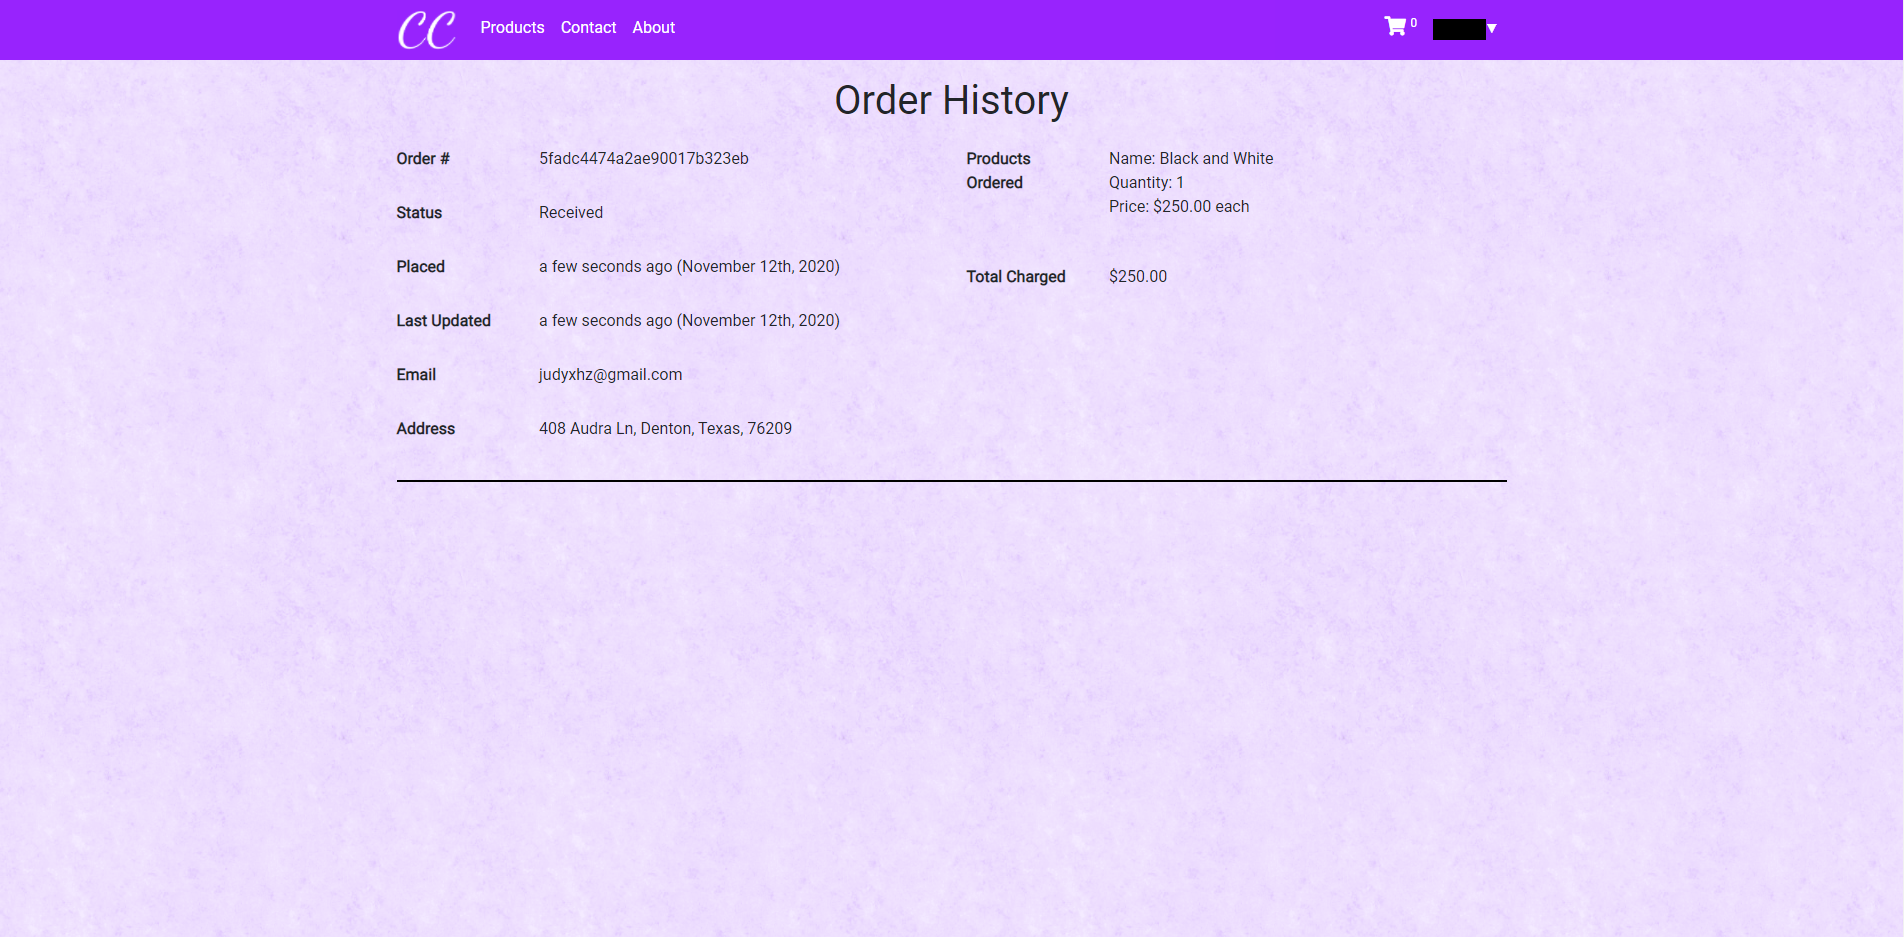 CC
Products Contact About
0
▼
Order History
Order # 5fadc4474a2ae90017b323eb
Status Received
Placed a few seconds ago (November 12th, 2020)
Last Updated a few seconds ago (November 12th, 2020)
Email judyxhz@gmail.com
Address 408 Audra Ln, Denton, Texas, 76209
Products Ordered
Name: Black and White
Quantity: 1
Price: $250.00 each
Total Charged $250.00